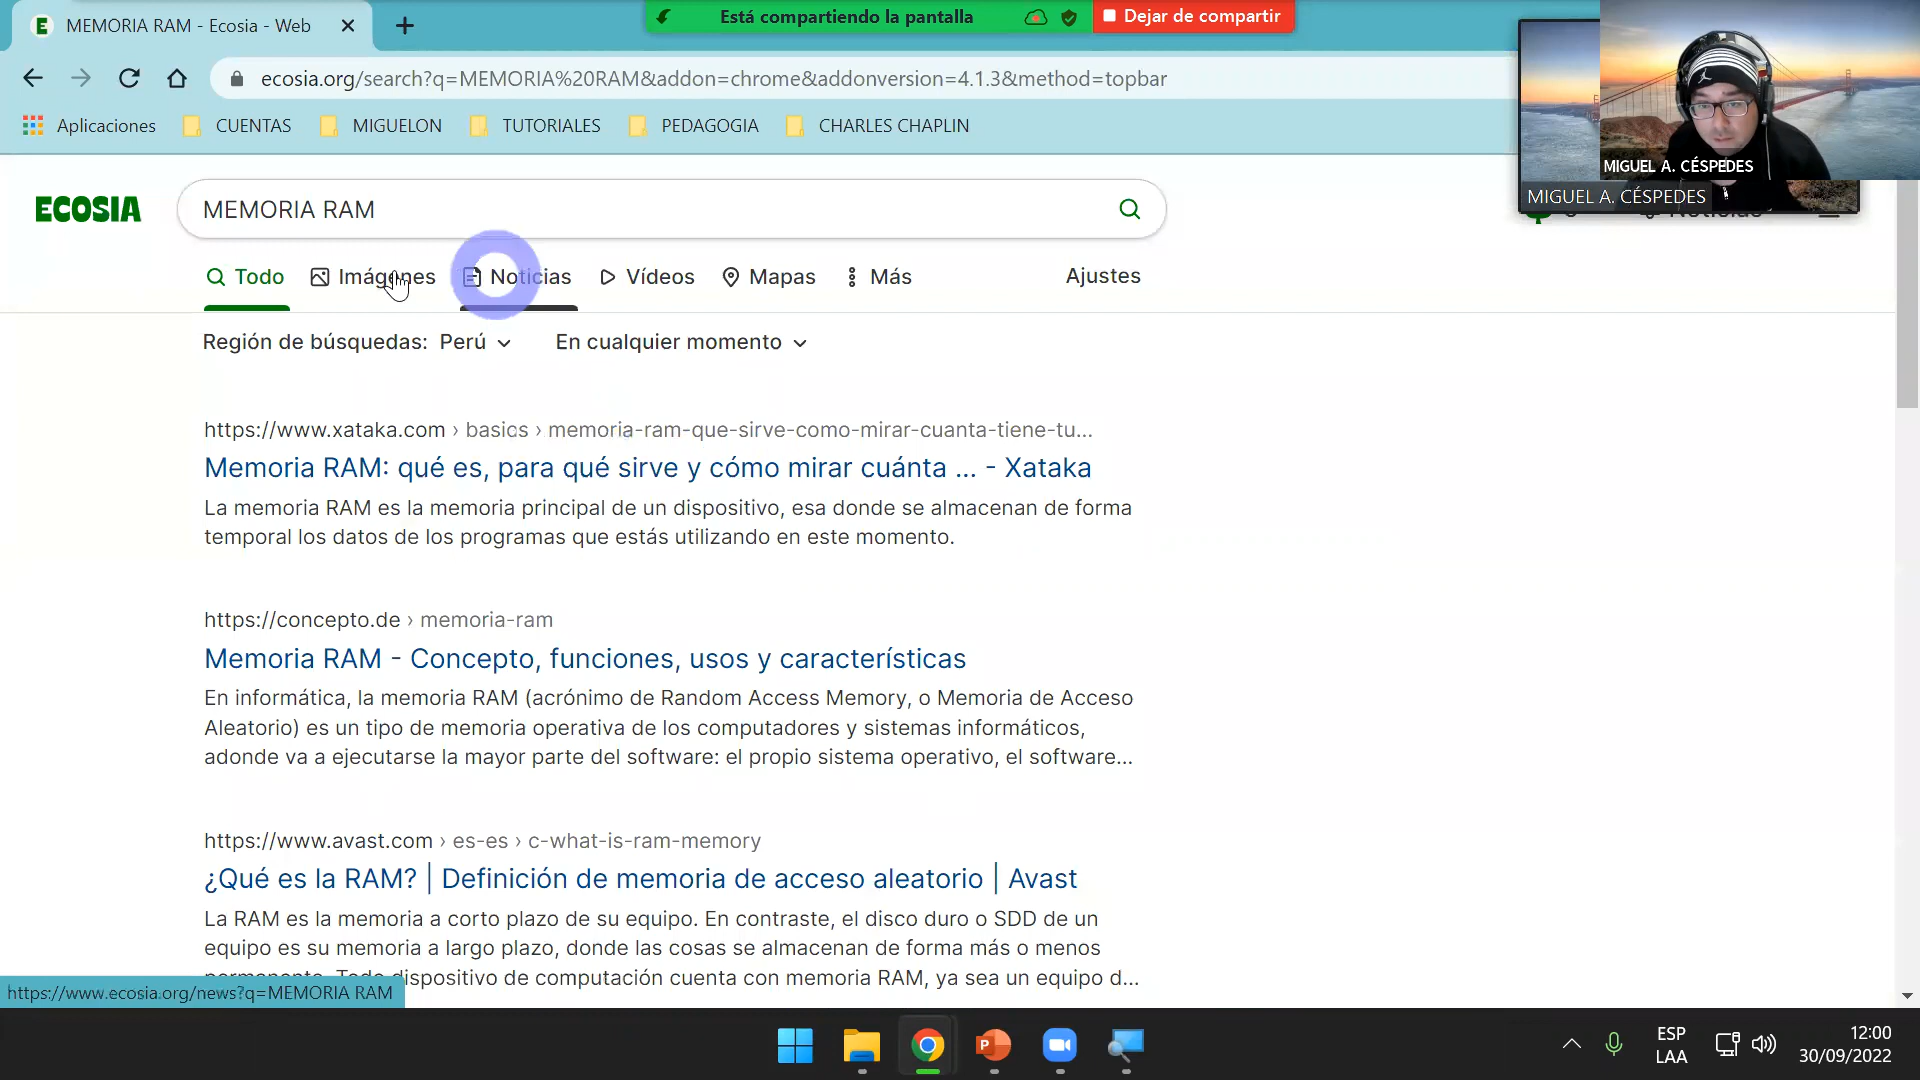 MEMORIA RAM - Ecosia - Web
Está compartiendo la pantalla
Dejar de compartir
ecosia.org/search?q=MEMORIA%20RAM&addon=chrome&addonversion=4.1.3&method=topbar
Aplicaciones
CUENTAS
MIGUELON
TUTORIALES
PEDAGOGIA
CHARLES CHAPLIN
MIGUEL A. CÉSPEDES
MIGUEL A. CÉSPEDES
ECOSIA
MEMORIA RAM
Noticias
Todo
Imágenes
Noticias
Vídeos
Mapas
Más
Ajustes
Región de búsquedas: Perú
En cualquier momento
https://www.xataka.com › basics › memoria-ram-que-sirve-como-mirar-cuanta-tiene-tu...
Memoria RAM: qué es, para qué sirve y cómo mirar cuánta ... - Xataka
La memoria RAM es la memoria principal de un dispositivo, esa donde se almacenan de forma
temporal los datos de los programas que estás utilizando en este momento.
https://concepto.de › memoria-ram
Memoria RAM - Concepto, funciones, usos y características
En informática, la memoria RAM (acrónimo de Random Access Memory, o Memoria de Acceso
Aleatorio) es un tipo de memoria operativa de los computadores y sistemas informáticos,
adonde va a ejecutarse la mayor parte del software: el propio sistema operativo, el software...
https://www.avast.com › es-es › c-what-is-ram-memory
¿Qué es la RAM? | Definición de memoria de acceso aleatorio | Avast
La RAM es la memoria a corto plazo de su equipo. En contraste, el disco duro o SDD de un
equipo es su memoria a largo plazo, donde las cosas se almacenan de forma más o menos
permanente. Todo dispositivo de computación cuenta con memoria RAM, ya sea un equipo d...
https://www.ecosia.org/news?q=MEMORIA RAM
ESP
LAA
12:00
30/09/2022